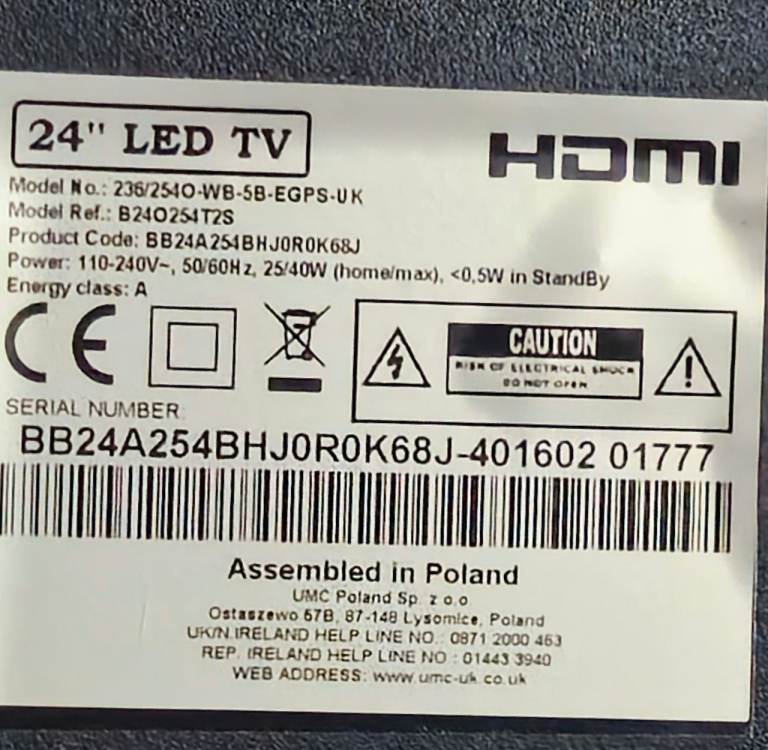 24" LED TV
HDMI
Model No.: 236/254O-WB-5B-EGPS-UK
Model Ref.: B24O254T2S
Product Code: BB24A254BHJ0R0K68J
Power: 110-240V~, 50/60Hz, 25/40W (home/max), <0,5W in StandBy
Energy class: A
CE
CAUTION
RISK OF ELECTRICAL SHOCK
DO NOT OPEN
SERIAL NUMBER:
BB24A254BHJ0R0K68J-401602 01777
Assembled in Poland
UMC Poland Sp. z o.o
Ostaszewo 57B, 87-148 Lysomice, Poland
UK/N.IRELAND HELP LINE NO.: 0871 2000 463
REP. IRELAND HELP LINE NO : 01443 3940
WEB ADDRESS: www.umc-uk.co.uk